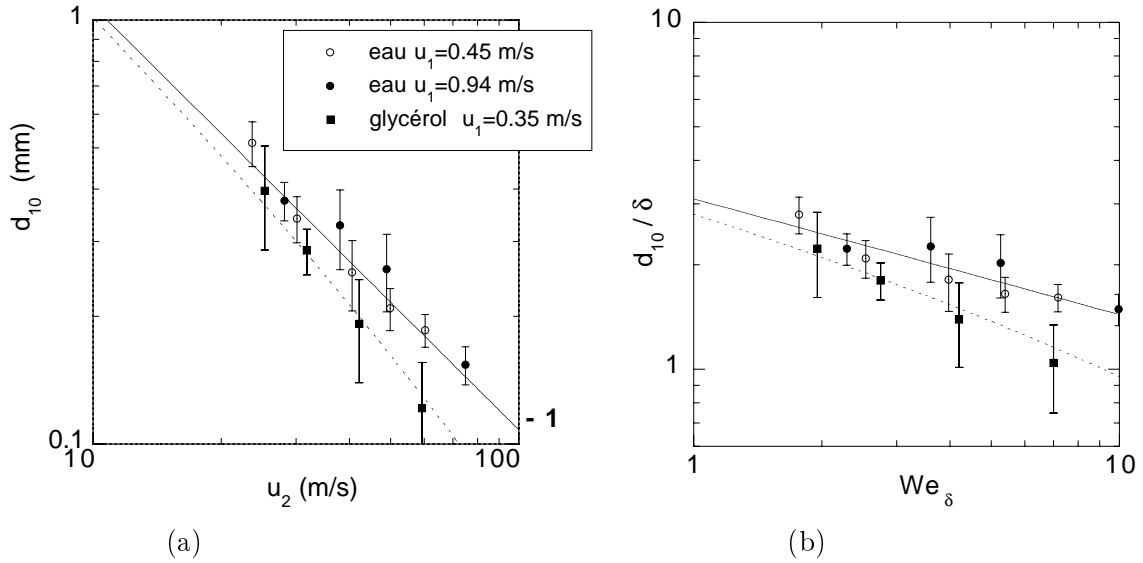 1
eau u1=0.45 m/s
eau u1=0.94 m/s
glycérol u1=0.35 m/s
d10 (mm)
0.1
- 1
10
100
u2 (m/s)
(a)
10
d10 / δ
1
1
10
We δ
(b)